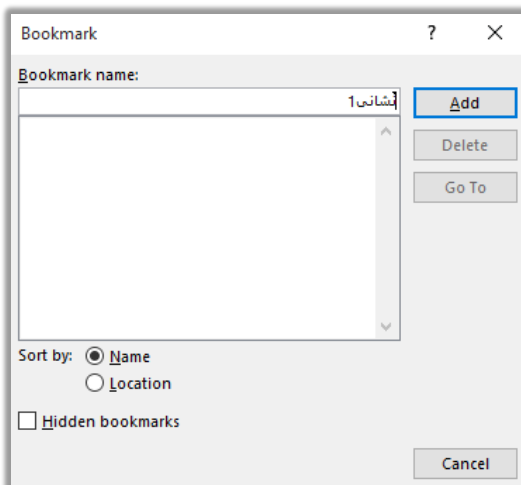 Bookmark ? ×
Bookmark name:
نشانی1
Add
Delete
Go To
Sort by: Name
Location
Hidden bookmarks
Cancel